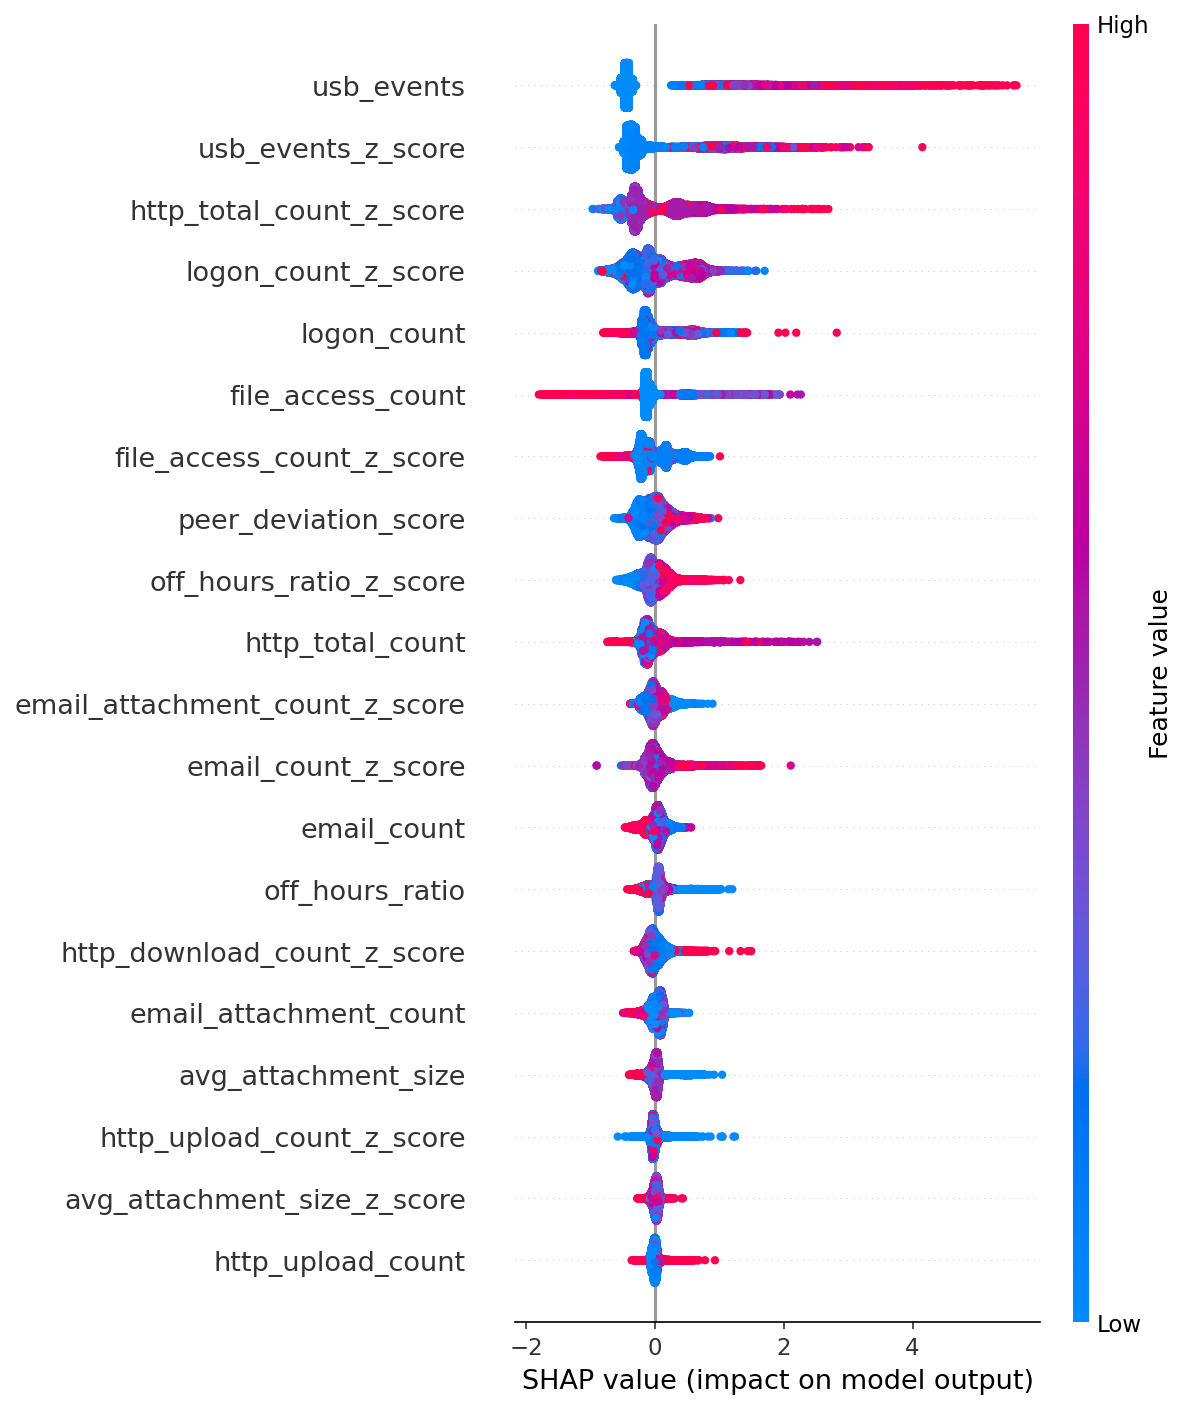 High
usb_events
usb_events_z_score
http_total_count_z_score
logon_count_z_score
logon_count
file_access_count
file_access_count_z_score
peer_deviation_score
off_hours_ratio_z_score
http_total_count
email_attachment_count_z_score
email_count_z_score
email_count
off_hours_ratio
http_download_count_z_score
email_attachment_count
avg_attachment_size
http_upload_count_z_score
avg_attachment_size_z_score
http_upload_count
Feature value
Low
−2 0 2 4
SHAP value (impact on model output)